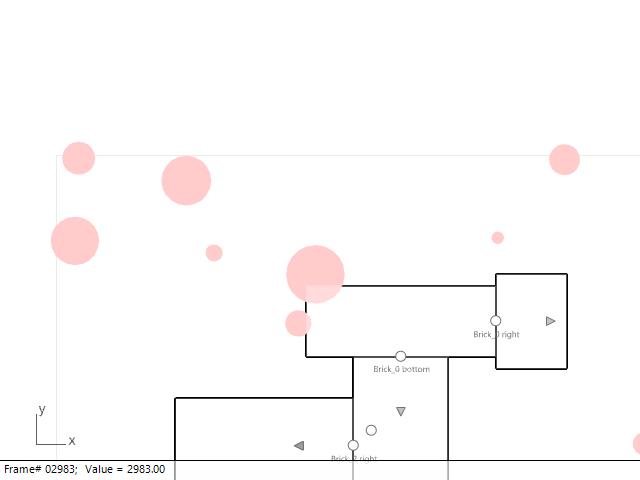 Brick_0 right
Brick_0 bottom
y
x
Frame# 02983; Value = 2983.00